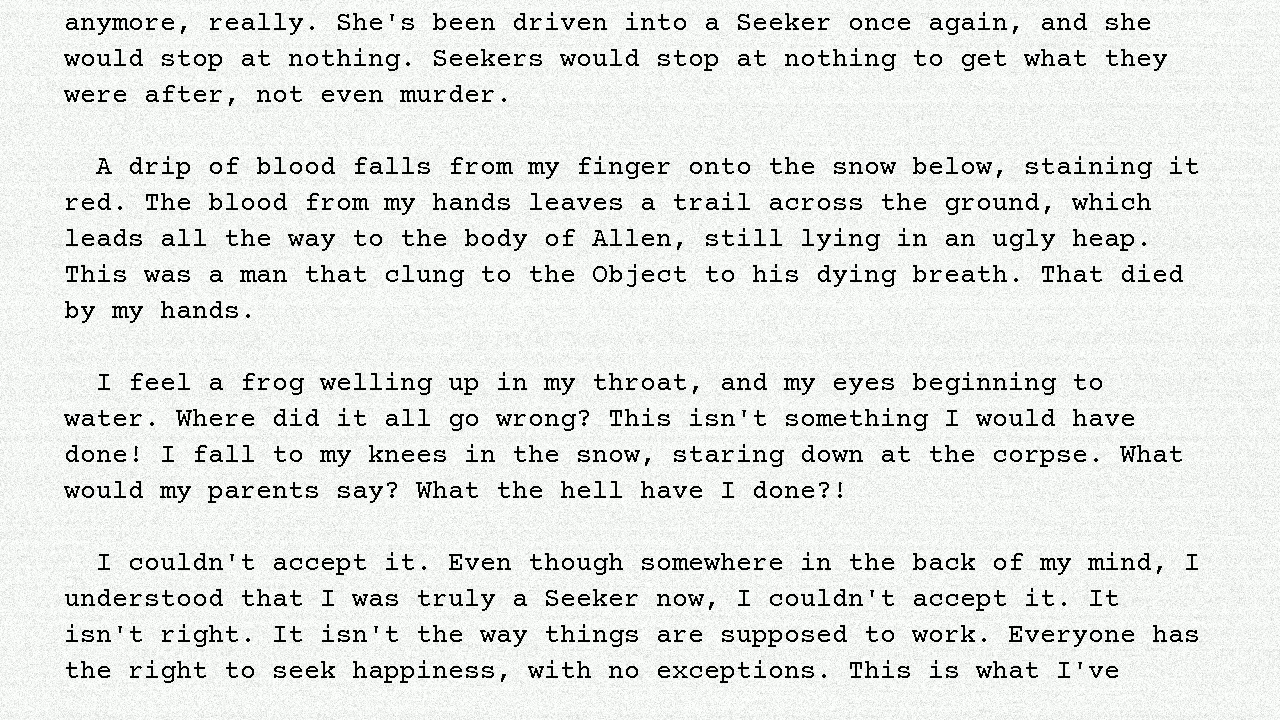 anymore, really. She's been driven into a Seeker once again, and she
would stop at nothing. Seekers would stop at nothing to get what they
were after, not even murder.
A drip of blood falls from my finger onto the snow below, staining it
red. The blood from my hands leaves a trail across the ground, which
leads all the way to the body of Allen, still lying in an ugly heap.
This was a man that clung to the Object to his dying breath. That died
by my hands.
I feel a frog welling up in my throat, and my eyes beginning to
water. Where did it all go wrong? This isn't something I would have
done! I fall to my knees in the snow, staring down at the corpse. What
would my parents say? What the hell have I done?!
I couldn't accept it. Even though somewhere in the back of my mind, I
understood that I was truly a Seeker now, I couldn't accept it. It
isn't right. It isn't the way things are supposed to work. Everyone has
the right to seek happiness, with no exceptions. This is what I've